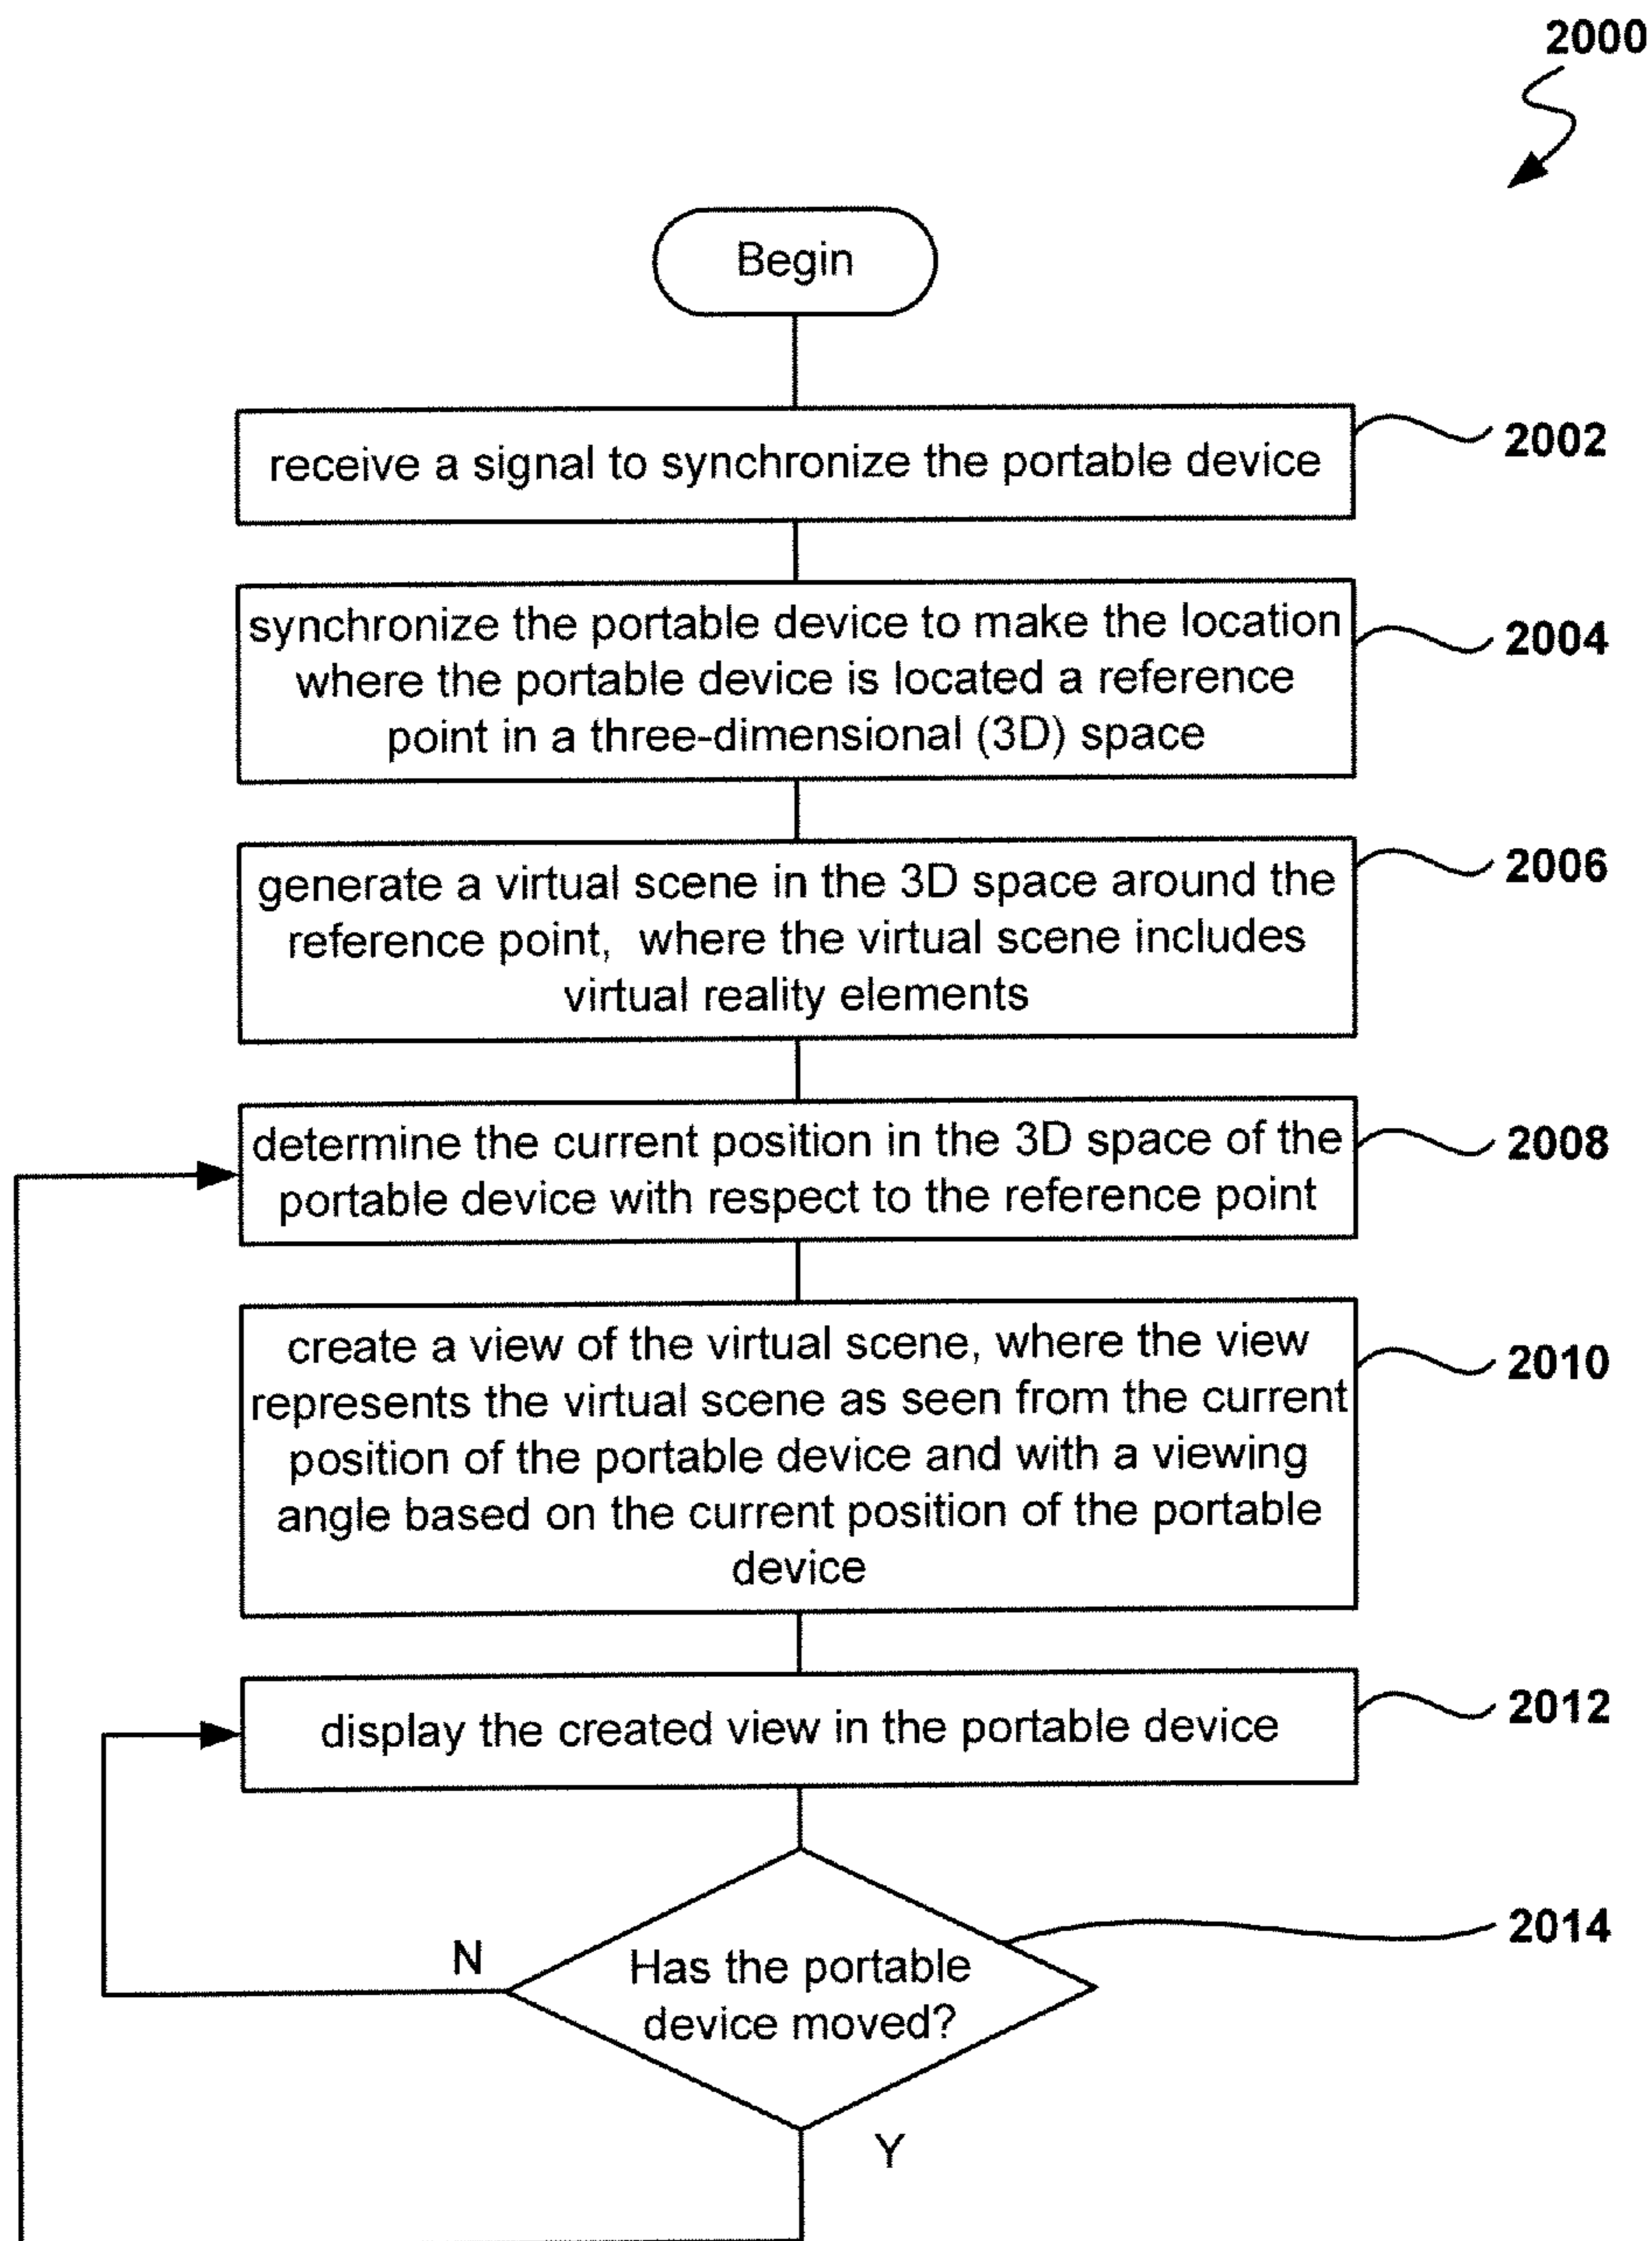 2000
Begin
receive a signal to synchronize the portable device
2002
synchronize the portable device to make the location
where the portable device is located a reference
point in a three-dimensional (3D) space
2004
generate a virtual scene in the 3D space around the
reference point, where the virtual scene includes
virtual reality elements
2006
determine the current position in the 3D space of the
portable device with respect to the reference point
2008
create a view of the virtual scene, where the view
represents the virtual scene as seen from the current
position of the portable device and with a viewing
angle based on the current position of the portable
device
2010
display the created view in the portable device
2012
Has the portable
device moved?
2014
N
Y